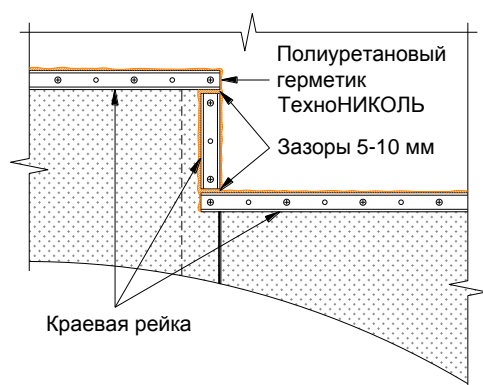 Полиуретановый
герметик
ТехноНИКОЛЬ
Зазоры 5-10 мм
Краевая рейка